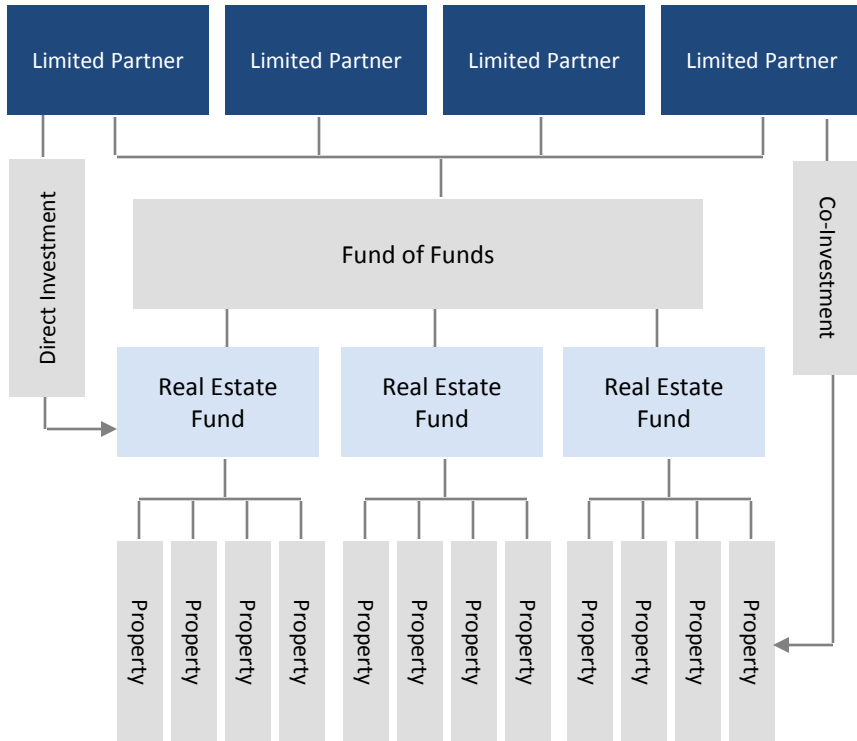 Limited Partner
Limited Partner
Limited Partner
Limited Partner
Direct Investment
Co-Investment
Fund of Funds
Real Estate
Fund
Real Estate
Fund
Real Estate
Fund
Property
Property
Property
Property
Property
Property
Property
Property
Property
Property
Property
Property